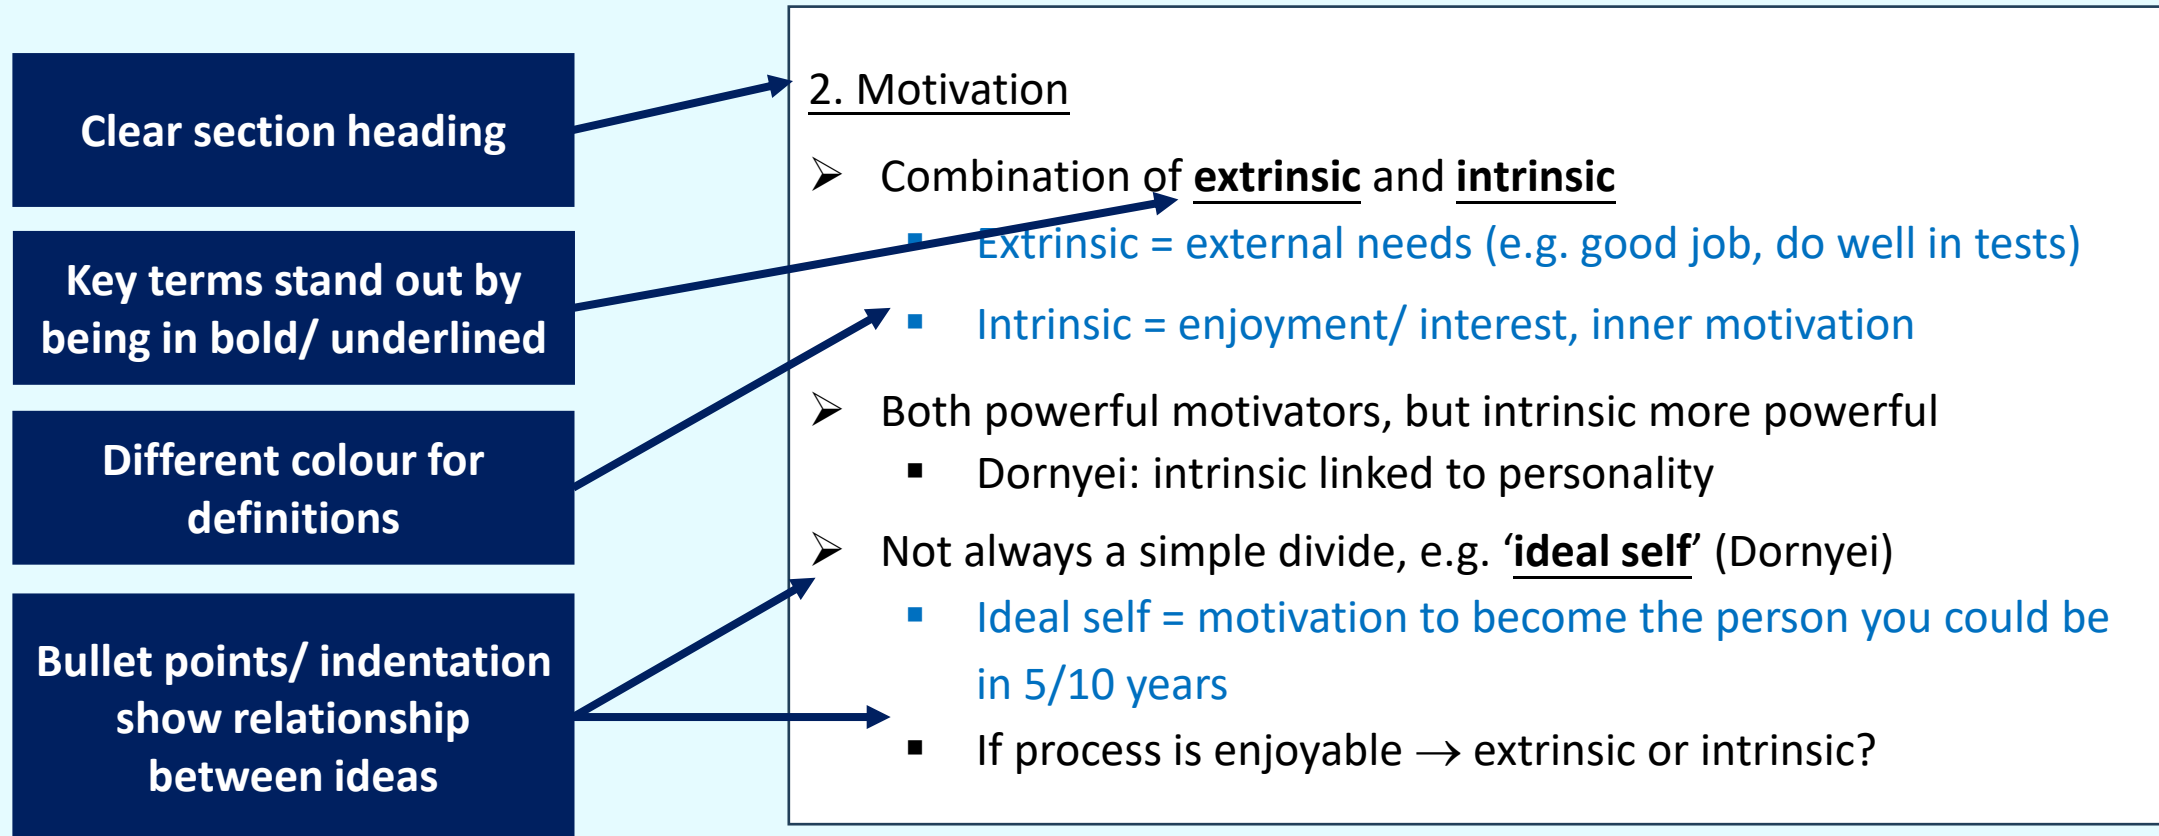 Clear section heading
Key terms stand out by
being in bold/ underlined
Different colour for
definitions
Bullet points/ indentation
show relationship
between ideas
2. Motivation
➢ Combination of extrinsic and intrinsic
▪ Extrinsic = external needs (e.g. good job, do well in tests)
▪ Intrinsic = enjoyment/ interest, inner motivation
➢ Both powerful motivators, but intrinsic more powerful
▪ Dornyei: intrinsic linked to personality
➢ Not always a simple divide, e.g. ‘ideal self’ (Dornyei)
▪ Ideal self = motivation to become the person you could be
in 5/10 years
▪ If process is enjoyable → extrinsic or intrinsic?